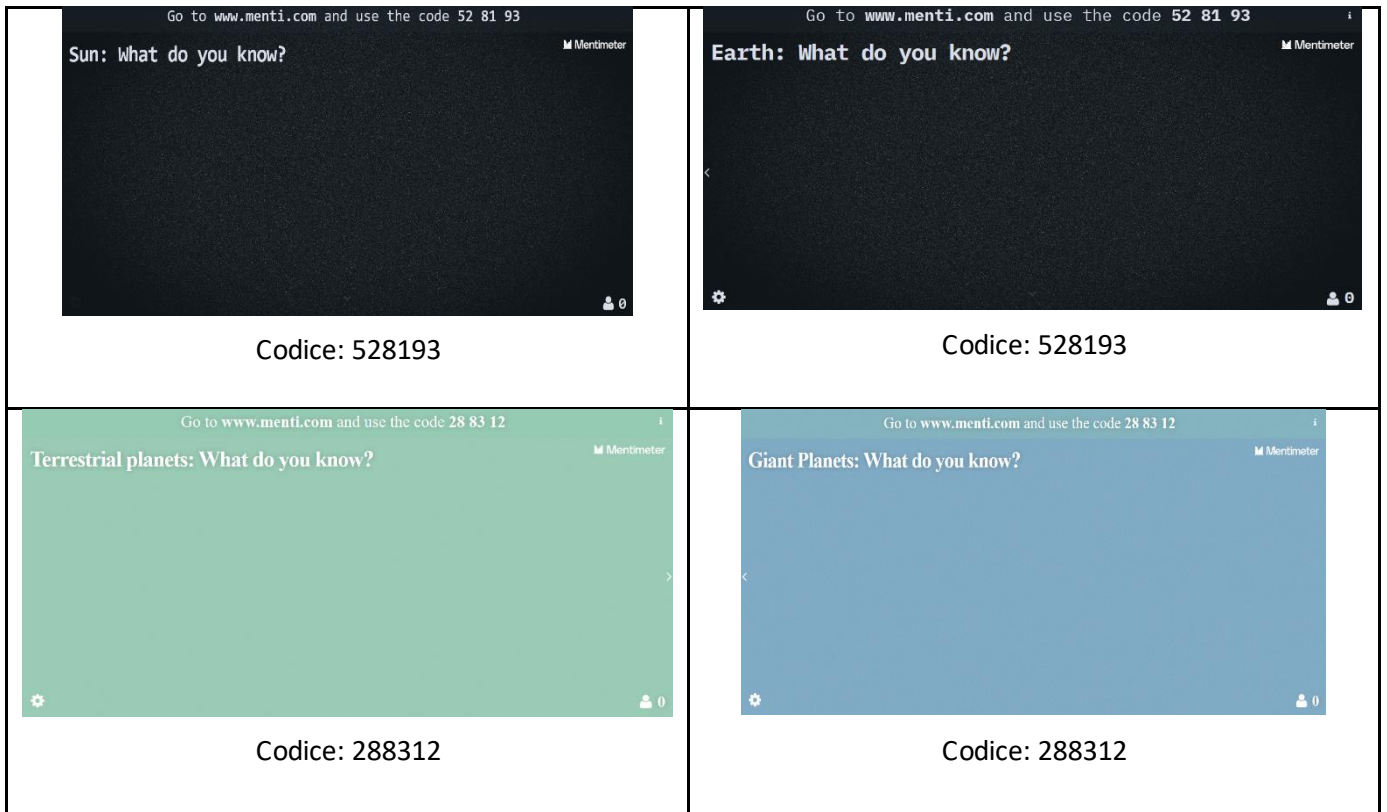 Go to www.menti.com and use the code 52 81 93
Mentimeter
Sun: What do you know?
0
Codice: 528193
Go to www.menti.com and use the code 52 81 93 i
Mentimeter
Earth: What do you know?
0
Codice: 528193
Go to www.menti.com and use the code 28 83 12 i
Mentimeter
Terrestrial planets: What do you know?
0
Codice: 288312
Go to www.menti.com and use the code 28 83 12 i
Mentimeter
Giant Planets: What do you know?
0
Codice: 288312